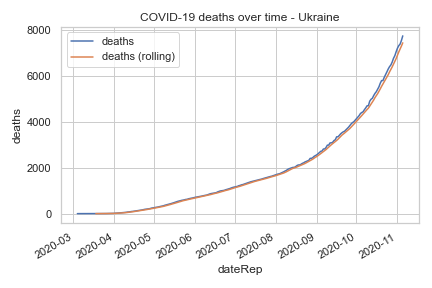 COVID-19 deaths over time - Ukraine
8000
6000
4000
2000
0
deaths
deaths (rolling)
deaths
2020-03
2020-04
2020-05
2020-06
2020-07
2020-08
2020-09
2020-10
2020-11
dateRep